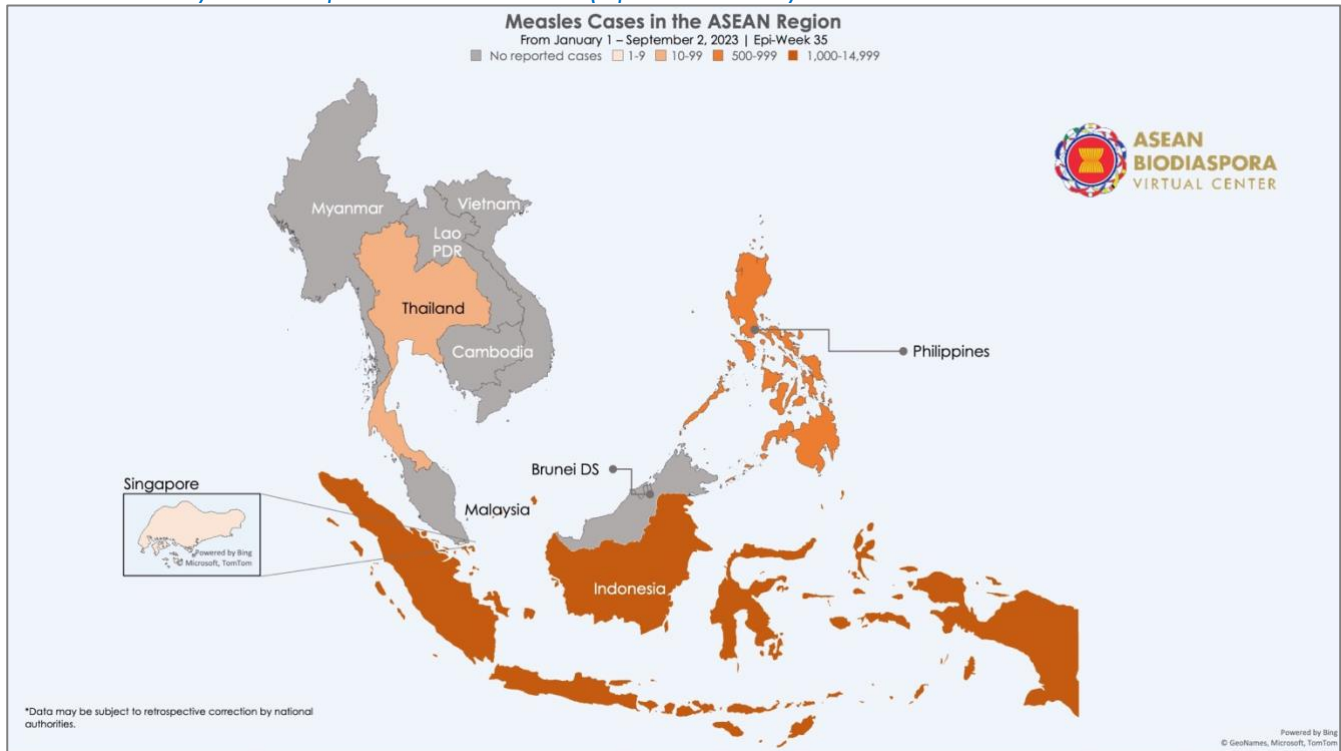 Measles Cases in the ASEAN Region
From January 1 – September 2, 2023 | Epi-Week 35
No reported cases 1-9 10-99 500-999 1,000-14,999
ASEAN
BIODIASPORA
VIRTUAL CENTER
Myanmar
Vietnam
Lao
PDR
Thailand
Cambodia
Philippines
Brunei DS
Singapore
Malaysia
Powered by Bing
© Microsoft, TomTom
Indonesia
*Data may be subject to retrospective correction by national
authorities.
Powered by Bing
© GeoNames, Microsoft, TomTom